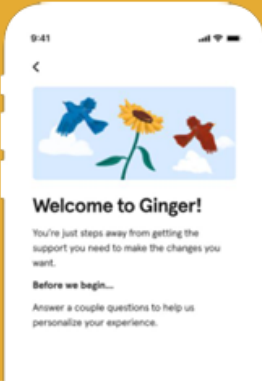 9:41
Welcome to Ginger!
You're just steps away from getting the
support you need to make the changes you
want.
Before we begin...
Answer a couple questions to help us
personalize your experience.